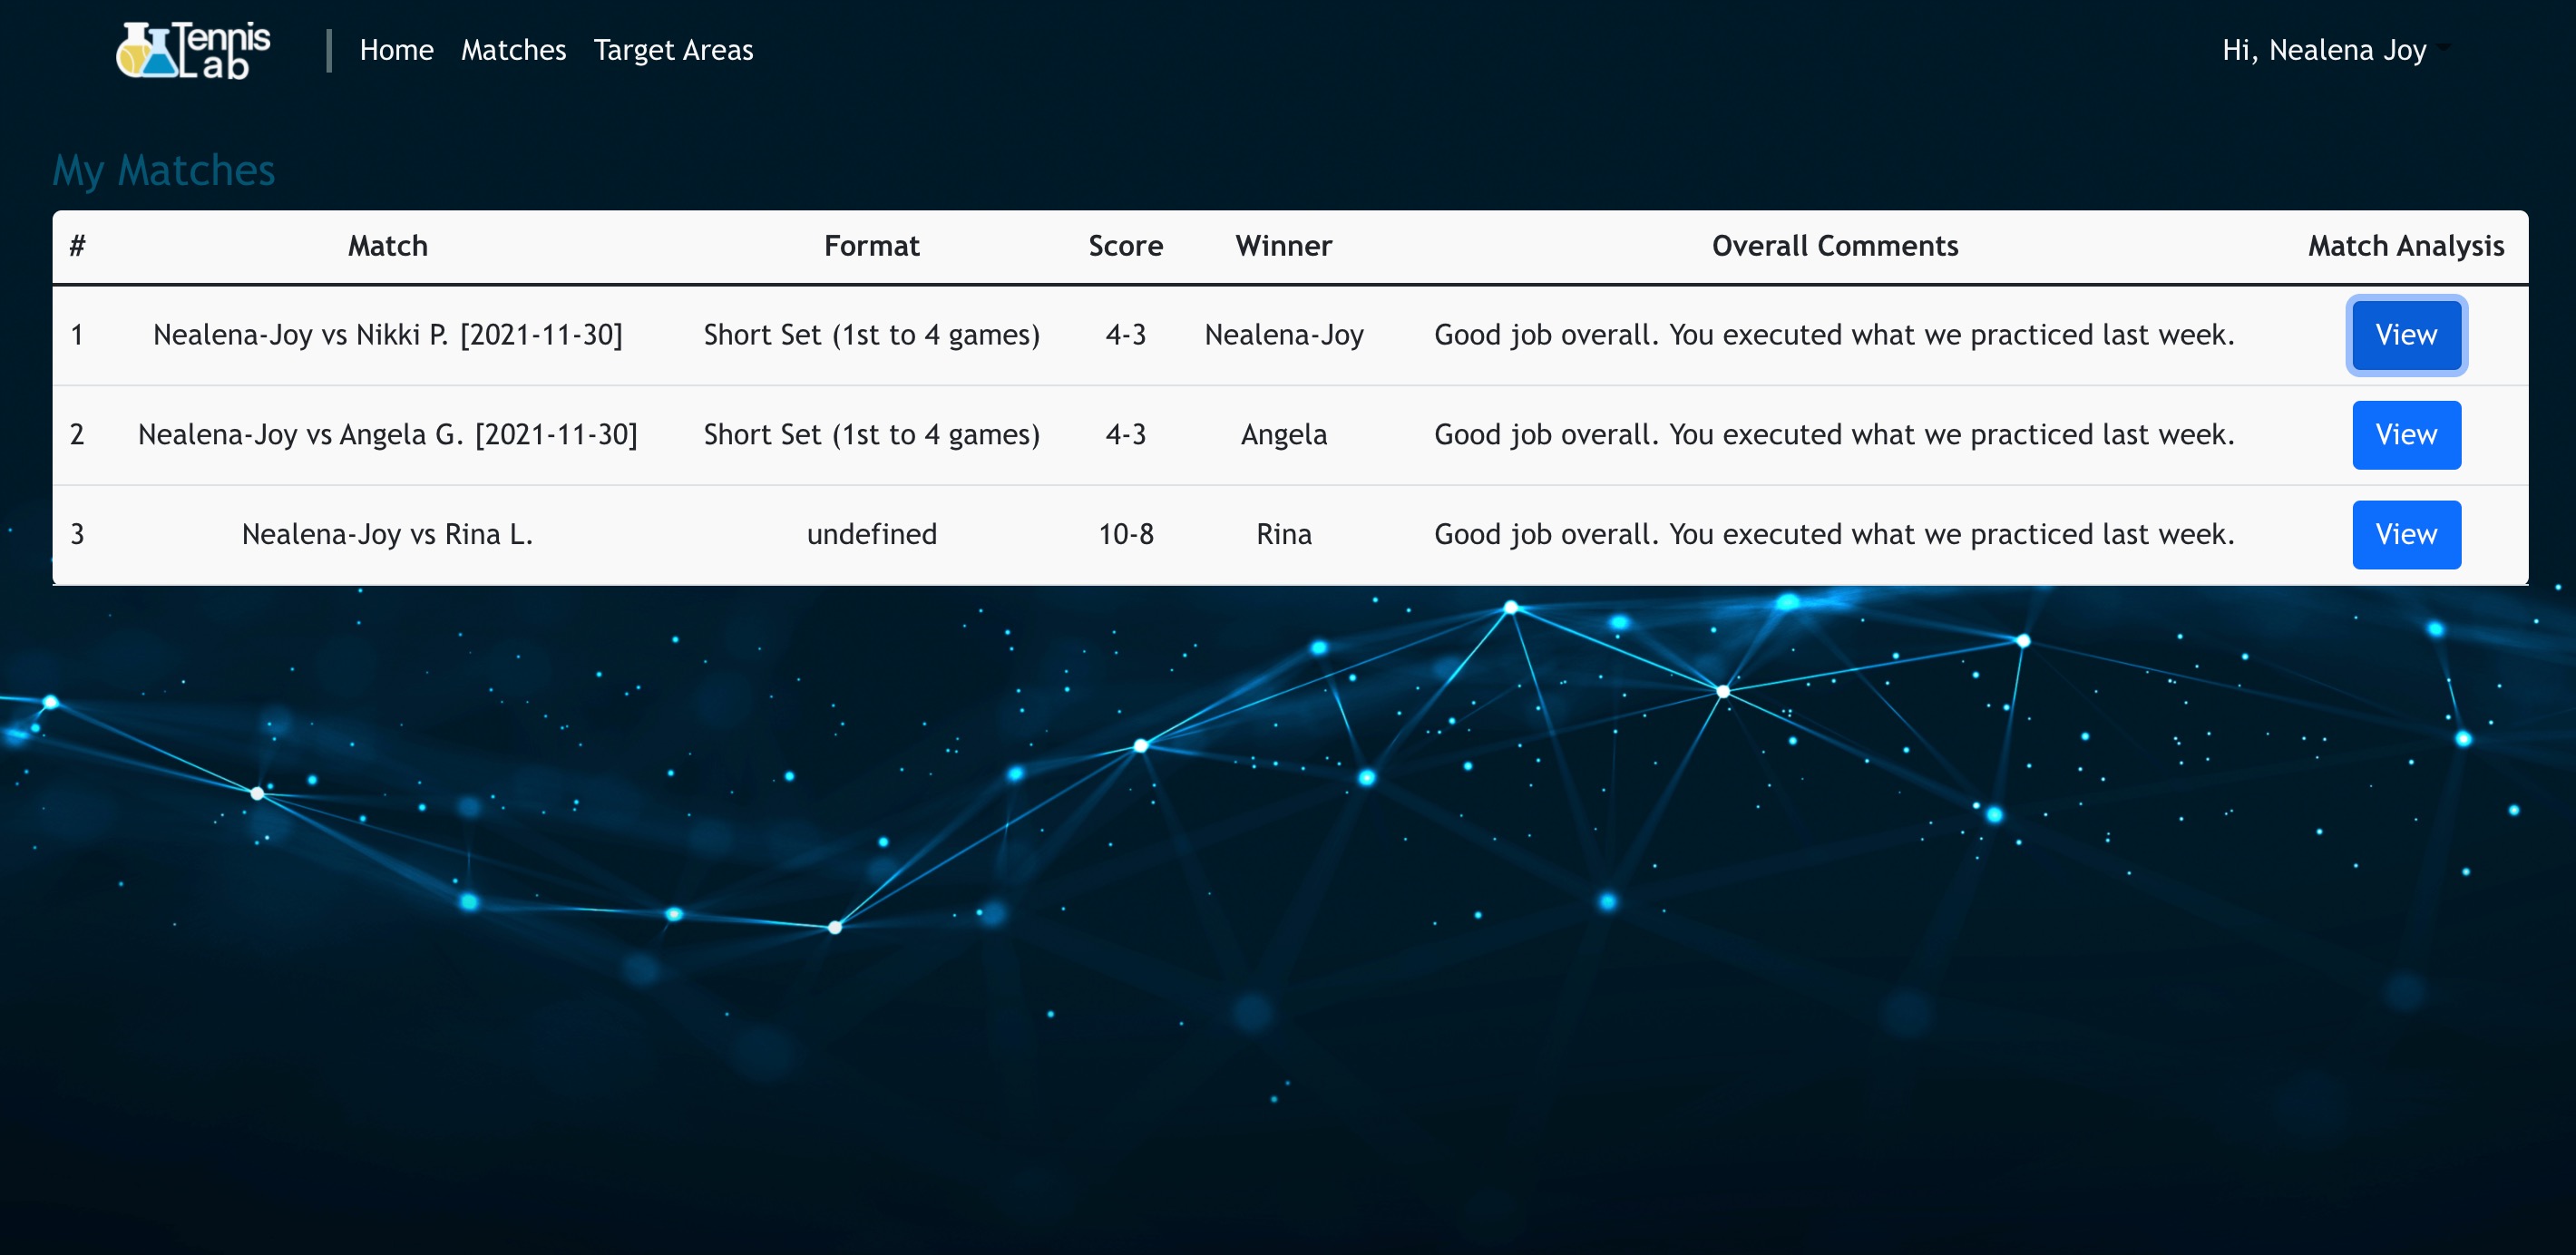 Tennis Lab
Home Matches Target Areas Hi, Nealena Joy
My Matches
# Match Format Score Winner Overall Comments Match Analysis
1 Nealena-Joy vs Nikki P. [2021-11-30] Short Set (1st to 4 games) 4-3 Nealena-Joy Good job overall. You executed what we practiced last week. View
2 Nealena-Joy vs Angela G. [2021-11-30] Short Set (1st to 4 games) 4-3 Angela Good job overall. You executed what we practiced last week. View
3 Nealena-Joy vs Rina L. undefined 10-8 Rina Good job overall. You executed what we practiced last week. View